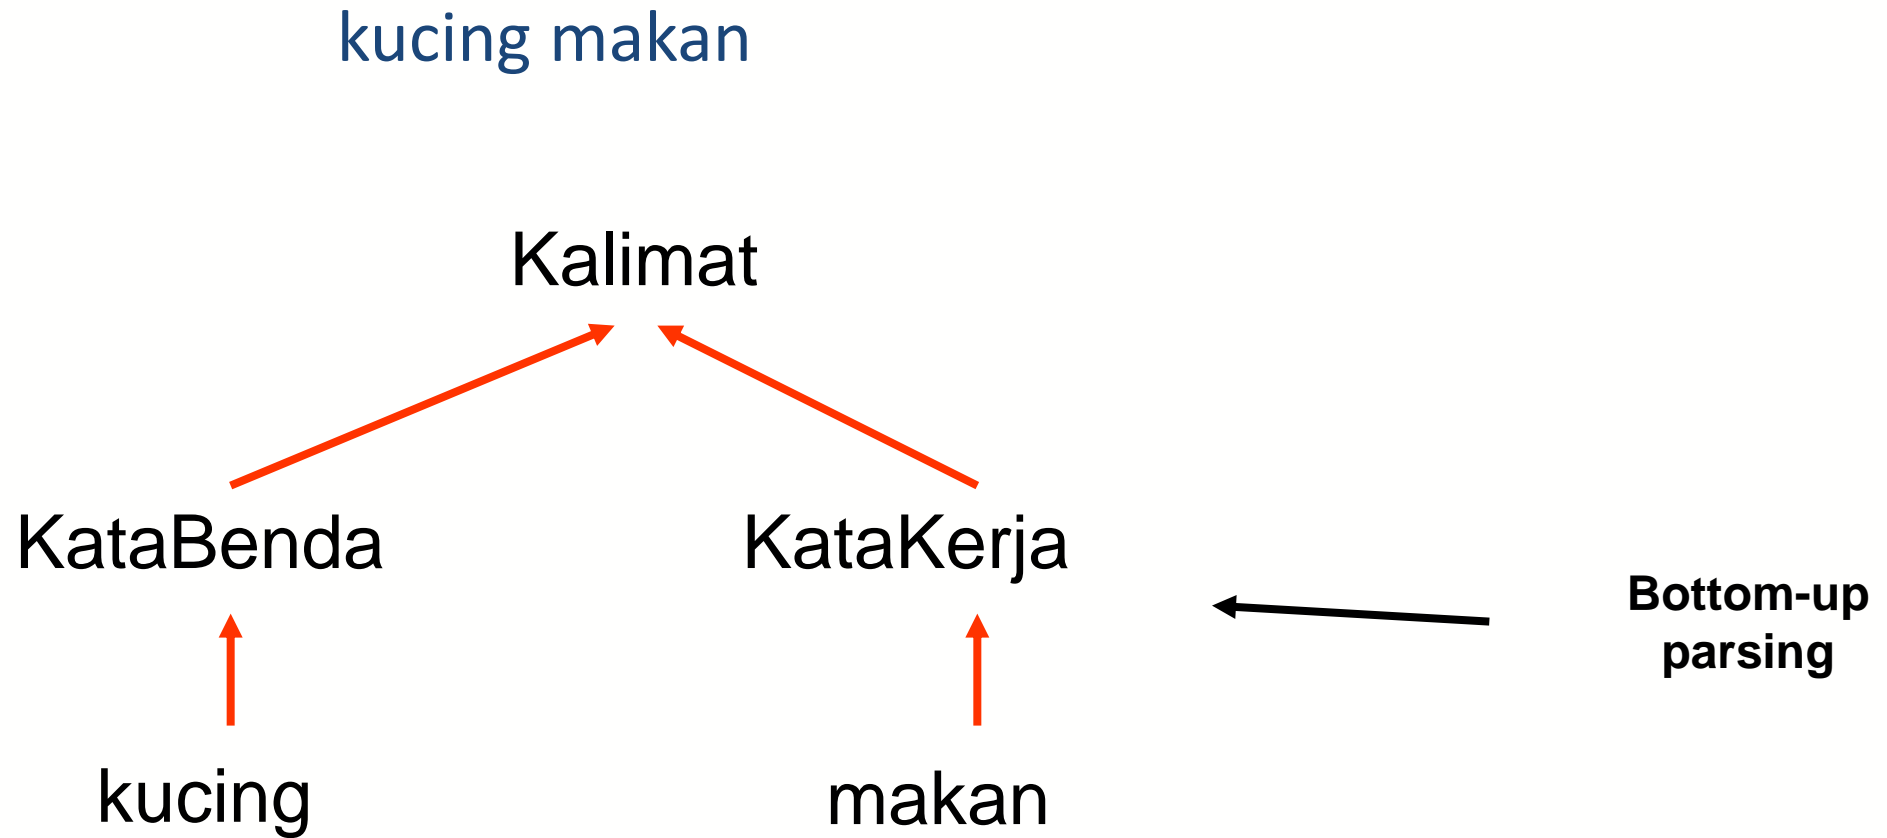 kucing makan
Kalimat
KataBenda
KataKerja
Bottom-up
parsing
kucing
makan